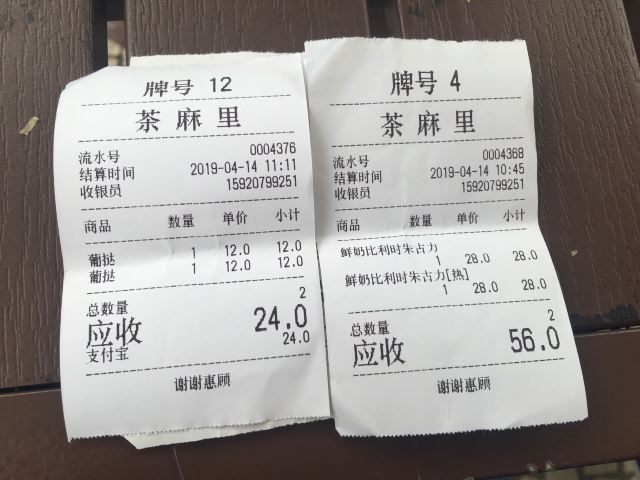 牌号 12
茶麻里
流水号 0004376
结算时间 2019-04-14 11:11
收银员 15920799251
商品 数量 单价 小计
葡挞 1 12.0 12.0
葡挞 1 12.0 12.0
总数量 2
应收 24.0
支付宝 24.0
谢谢惠顾
牌号 4
茶麻里
流水号 0004368
结算时间 2019-04-14 10:45
收银员 15920799251
商品 数量 单价 小计
鲜奶比利时朱古力
1 28.0 28.0
鲜奶比利时朱古力[热]
1 28.0 28.0
总数量 2
应收 56.0
谢谢惠顾